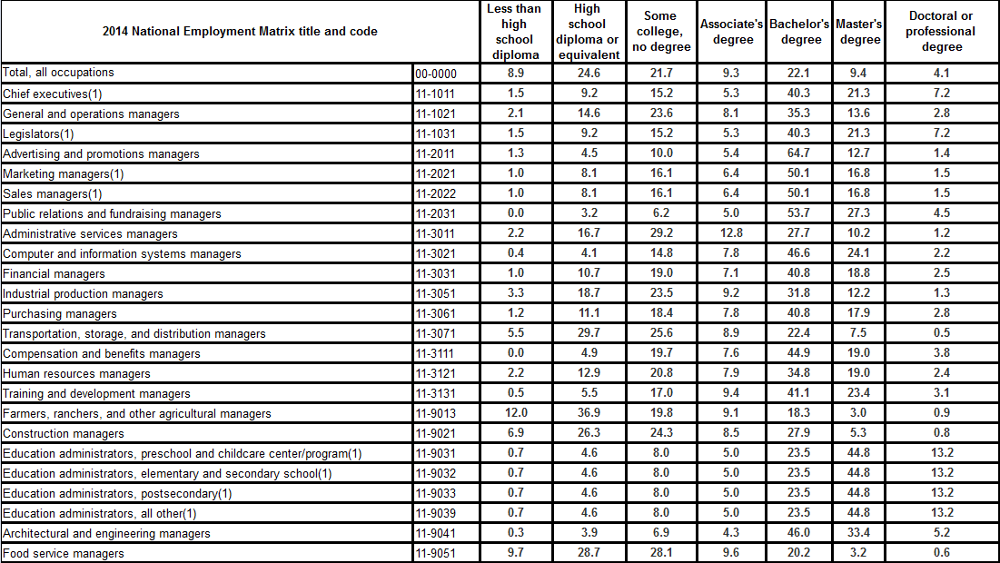 2014 National Employment Matrix title and code Less than high school diploma High school diploma or equivalent Some college, no degree Associate's degree Bachelor's degree Master's degree Doctoral or professional degree
Total, all occupations 00-0000 8.9 24.6 21.7 9.3 22.1 9.4 4.1
Chief executives(1) 11-1011 1.5 9.2 15.2 5.3 40.3 21.3 7.2
General and operations managers 11-1021 2.1 14.6 23.6 8.1 35.3 13.6 2.8
Legislators(1) 11-1031 1.5 9.2 15.2 5.3 40.3 21.3 7.2
Advertising and promotions managers 11-2011 1.3 4.5 10.0 5.4 64.7 12.7 1.4
Marketing managers(1) 11-2021 1.0 8.1 16.1 6.4 50.1 16.8 1.5
Sales managers(1) 11-2022 1.0 8.1 16.1 6.4 50.1 16.8 1.5
Public relations and fundraising managers 11-2031 0.0 3.2 6.2 5.0 53.7 27.3 4.5
Administrative services managers 11-3011 2.2 16.7 29.2 12.8 27.7 10.2 1.2
Computer and information systems managers 11-3021 0.4 4.1 14.8 7.8 46.6 24.1 2.2
Financial managers 11-3031 1.0 10.7 19.0 7.1 40.8 18.8 2.5
Industrial production managers 11-3051 3.3 18.7 23.5 9.2 31.8 12.2 1.3
Purchasing managers 11-3061 1.2 11.1 18.4 7.8 40.8 17.9 2.8
Transportation, storage, and distribution managers 11-3071 5.5 29.7 25.6 8.9 22.4 7.5 0.5
Compensation and benefits managers 11-3111 0.0 4.9 19.7 7.6 44.9 19.0 3.8
Human resources managers 11-3121 2.2 12.9 20.8 7.9 34.8 19.0 2.4
Training and development managers 11-3131 0.5 5.5 17.0 9.4 41.1 23.4 3.1
Farmers, ranchers, and other agricultural managers 11-9013 12.0 36.9 19.8 9.1 18.3 3.0 0.9
Construction managers 11-9021 6.9 26.3 24.3 8.5 27.9 5.3 0.8
Education administrators, preschool and childcare center/program(1) 11-9031 0.7 4.6 8.0 5.0 23.5 44.8 13.2
Education administrators, elementary and secondary school(1) 11-9032 0.7 4.6 8.0 5.0 23.5 44.8 13.2
Education administrators, postsecondary(1) 11-9033 0.7 4.6 8.0 5.0 23.5 44.8 13.2
Education administrators, all other(1) 11-9039 0.7 4.6 8.0 5.0 23.5 44.8 13.2
Architectural and engineering managers 11-9041 0.3 3.9 6.9 4.3 46.0 33.4 5.2
Food service managers 11-9051 9.7 28.7 28.1 9.6 20.2 3.2 0.6